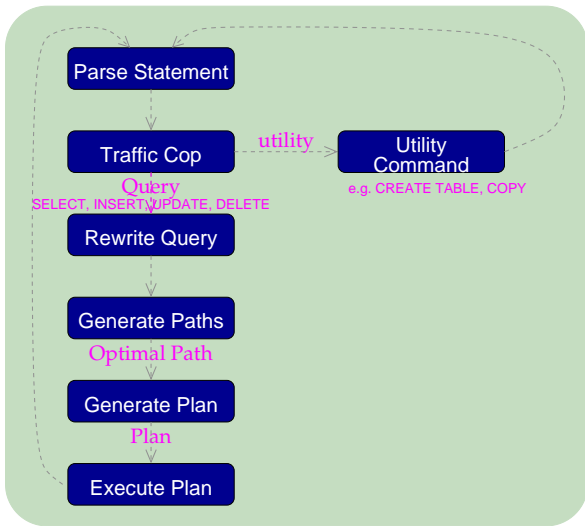 Parse Statement
Traffic Cop
utility
Utility
Command
Query
e.g. CREATE TABLE, COPY
SELECT, INSERT, UPDATE, DELETE
Rewrite Query
Generate Paths
Optimal Path
Generate Plan
Plan
Execute Plan